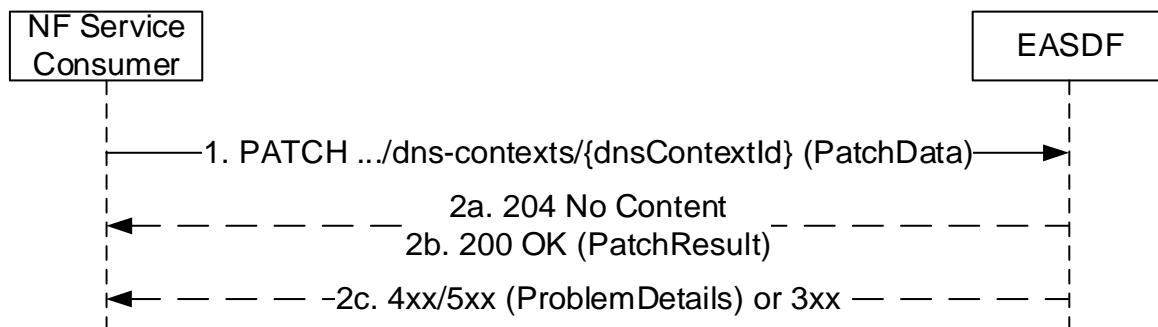 NF Service
Consumer
EASDF
1. PATCH .../dns-contexts/{dnsContextId} (PatchData)
2a. 204 No Content
2b. 200 OK (PatchResult)
2c. 4xx/5xx (ProblemDetails) or 3xx